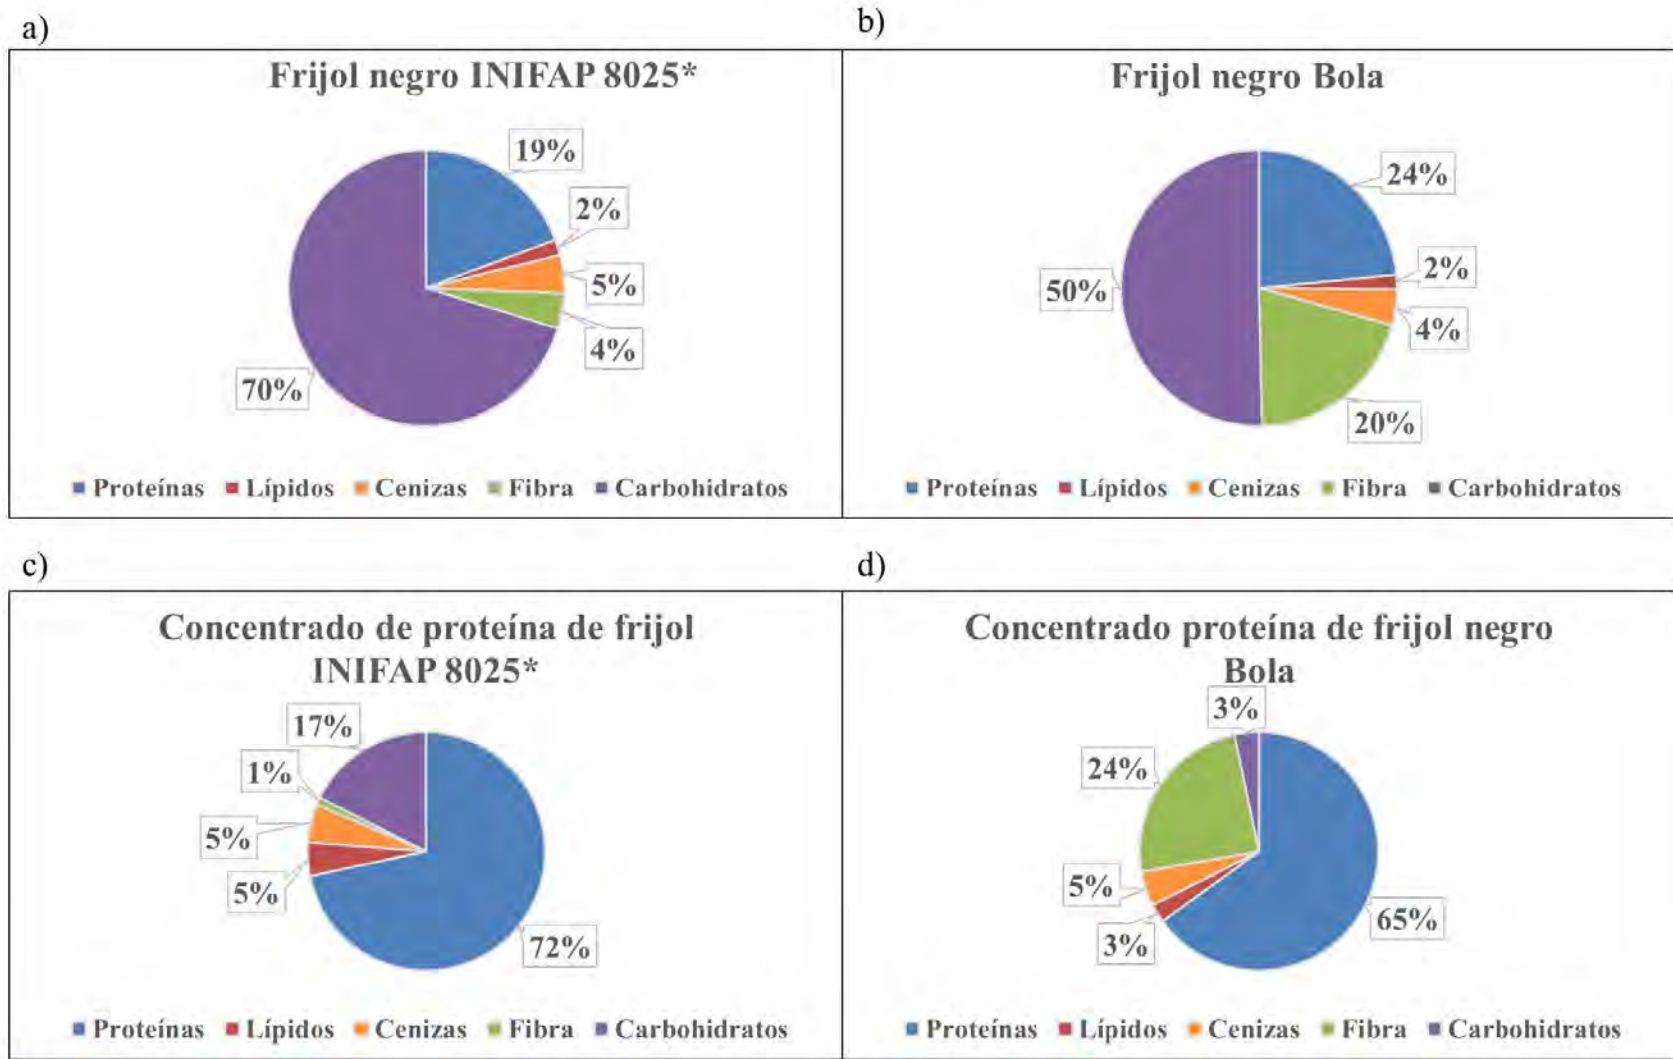 a)
Frijol negro INIFAP 8025*
19%
2%
5%
4%
70%
Proteínas Lípidos Cenizas Fibra Carbohidratos
b)
Frijol negro Bola
24%
2%
4%
20%
50%
Proteínas Lípidos Cenizas Fibra Carbohidratos
c)
Concentrado de proteína de frijol
INIFAP 8025*
17%
1%
5%
5%
72%
Proteínas Lípidos Cenizas Fibra Carbohidratos
d)
Concentrado proteína de frijol negro
Bola
3%
24%
5%
3%
65%
Proteínas Lípidos Cenizas Fibra Carbohidratos